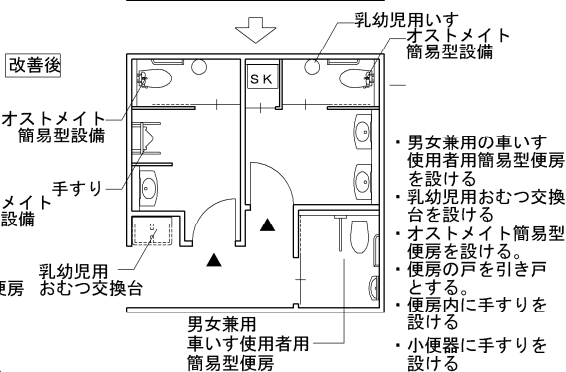 改善後
乳幼児用いす
オストメイト
簡易型設備
SK
オストメイト
簡易型設備
手すり
メイト
設備
乳幼児用
おむつ交換台
便房
男女兼用
車いす使用者用
簡易型便房
・男女兼用の車いす
使用者用簡易型便房
を設ける
・乳幼児用おむつ交換
台を設ける
・オストメイト簡易型
便房を設ける。
・便房の戸を引き戸
とする。
・便房内に手すりを
設ける
・小便器に手すりを
設ける